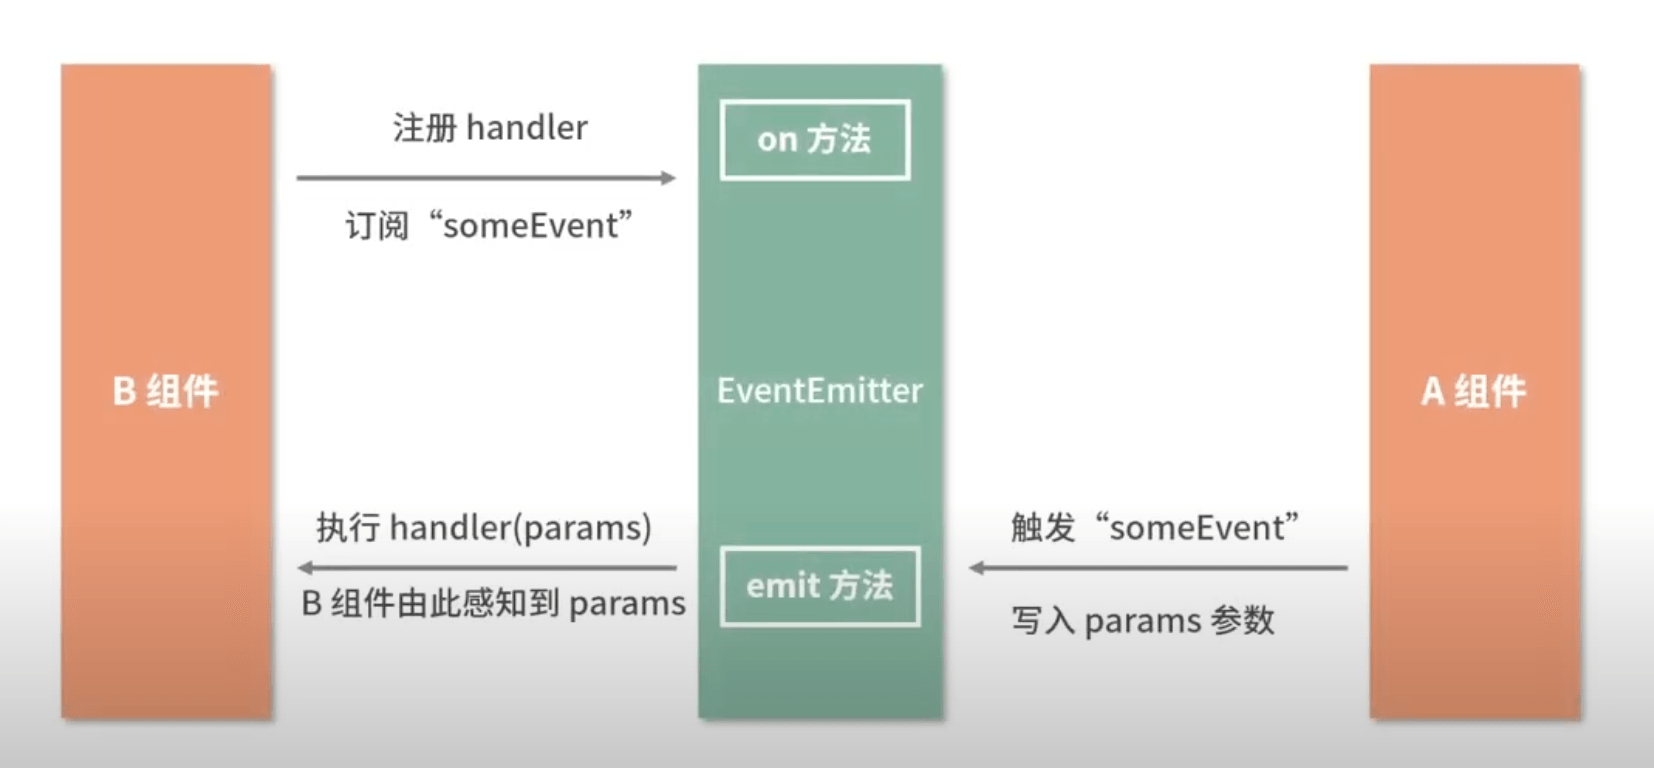 注册 handler
on 方法
订阅“someEvent”
B 组件
EventEmitter
A 组件
执行 handler(params)
触发“someEvent”
emit 方法
B 组件由此感知到 params
写入 params 参数